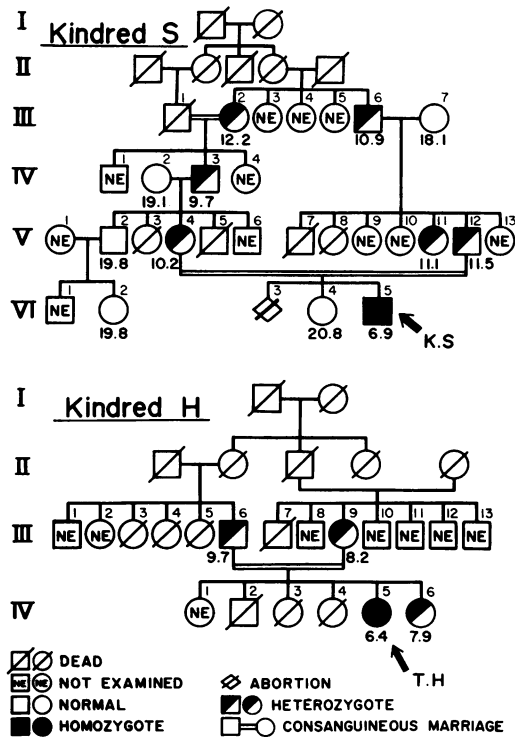 I
Kindred S
II
1 2 3 4 5 6 7
III NE NE NE
12.2 10.9 18.1
1 2 3 4
IV NE NE
19.1 9.7
1 2 3 4 5 6 7 8 9 10 11 12 13
V NE NE NE NE NE
19.8 10.2 11.1 11.5
1 2 3 4 5
VI NE
19.8 20.8 6.9
K.S
I
Kindred H
II
1 2 3 4 5 6 7 8 9 10 11 12 13
III NE NE NE NE NE NE NE
9.7 8.2
1 2 3 4 5 6
IV NE
6.4 7.9
T.H
DEAD
NE NE NOT EXAMINED ABORTION
NORMAL HETEROZYGOTE
HOMOZYGOTE CONSANGUINEOUS MARRIAGE